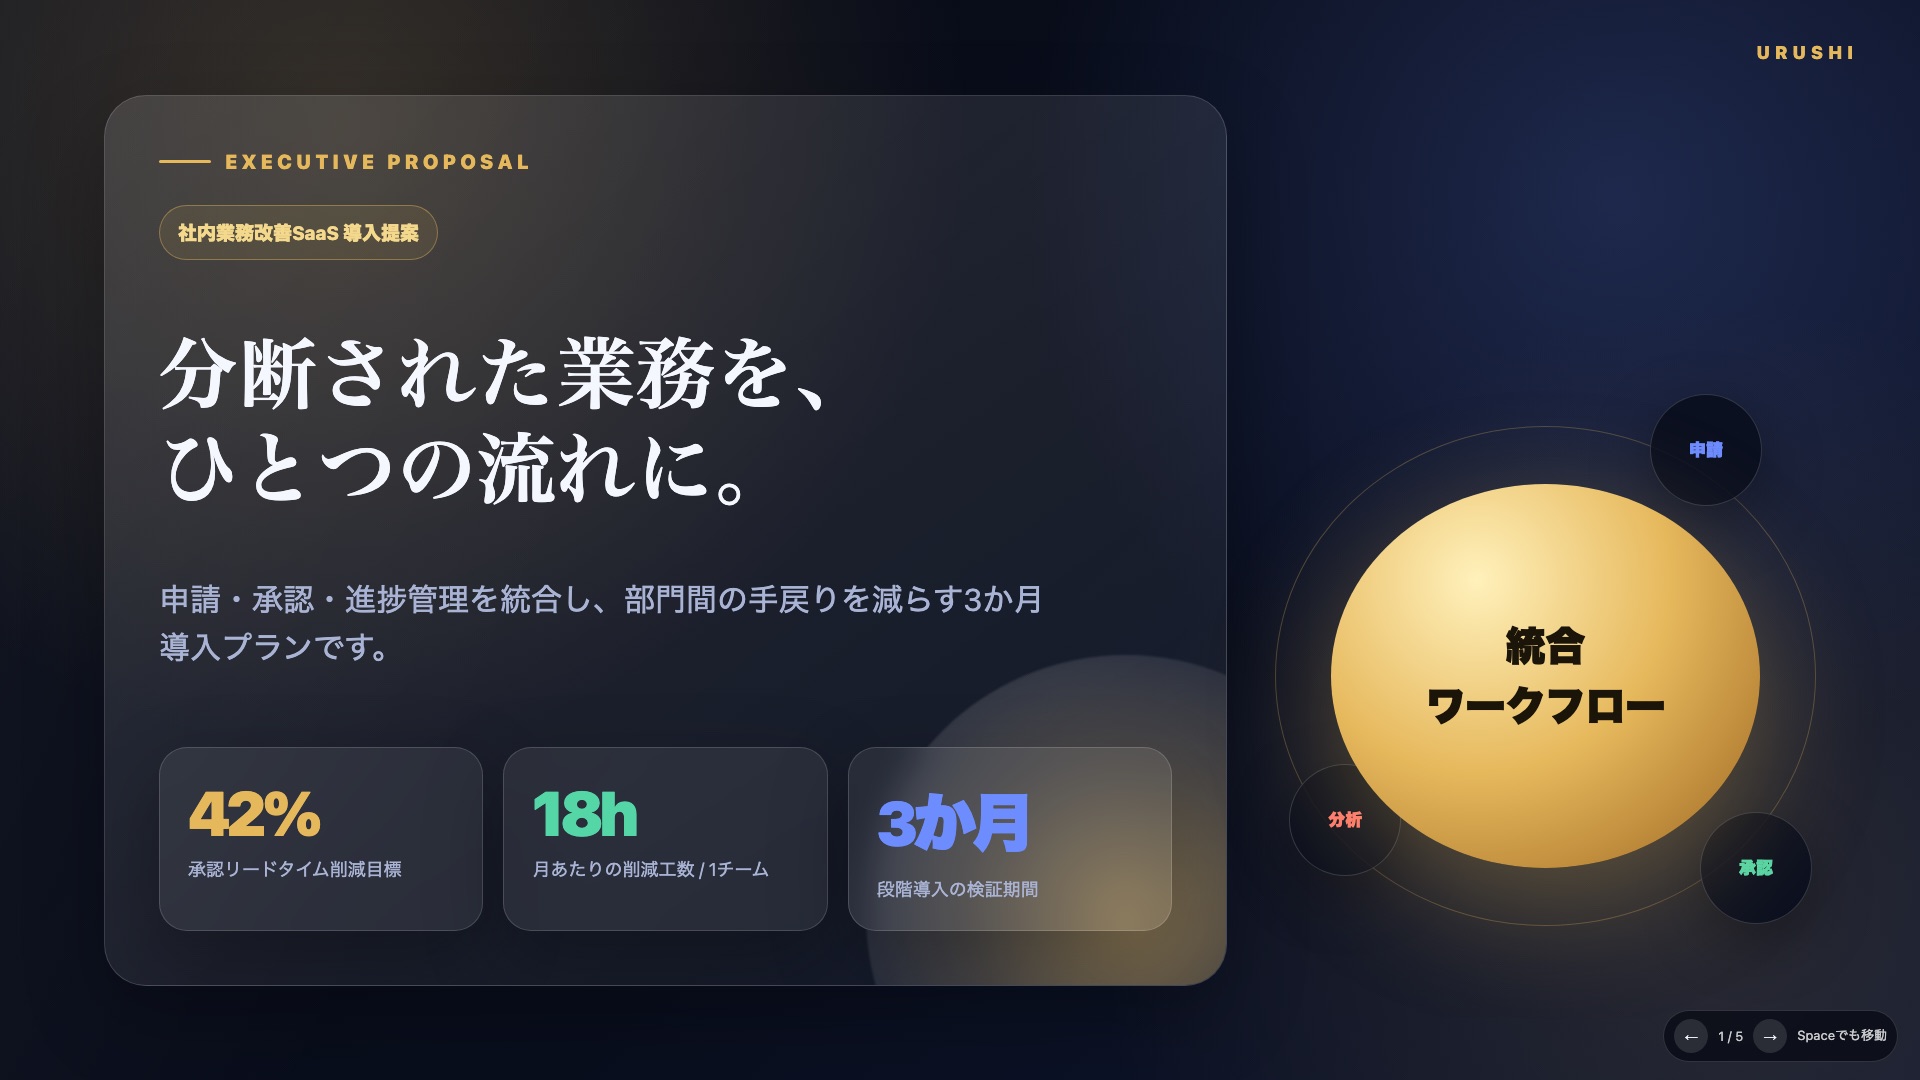 URUSHI
EXECUTIVE PROPOSAL
社内業務改善SaaS 導入提案
分断された業務を、
ひとつの流れに。
申請・承認・進捗管理を統合し、部門間の手戻りを減らす3か月
導入プランです。
42%
承認リードタイム削減目標
18h
月あたりの削減工数 / 1チーム
3か月
段階導入の検証期間
申請
統合
ワークフロー
分析
承認
← 1 / 5 → Spaceでも移動